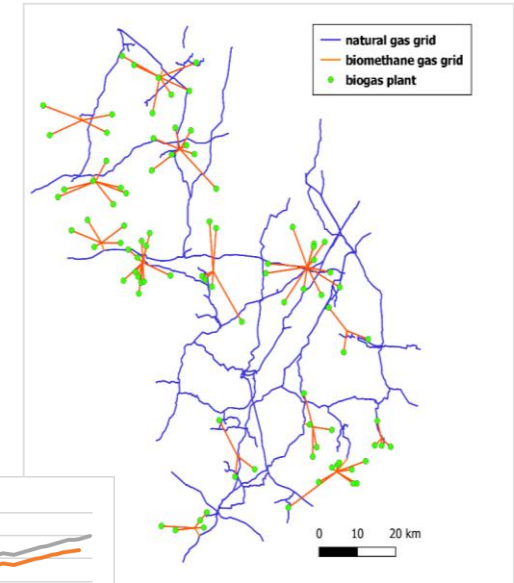 natural gas grid
biomethane gas grid
biogas plant
0 10 20 km